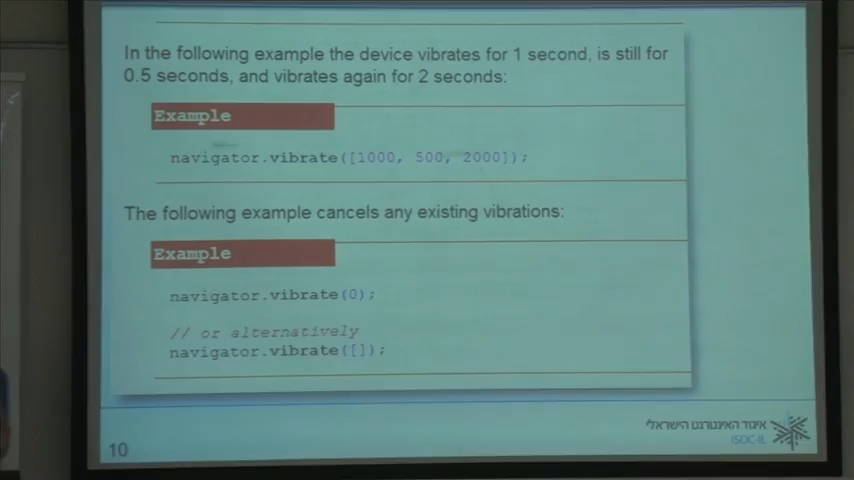 In the following example the device vibrates for 1 second, is still for
0.5 seconds, and vibrates again for 2 seconds:
Example
navigator.vibrate([1000, 500, 2000]);
The following example cancels any existing vibrations:
Example
navigator.vibrate(0);
// or alternatively
navigator.vibrate([]);
איגוד האינטרנט הישראלי
ISOC-IL
10